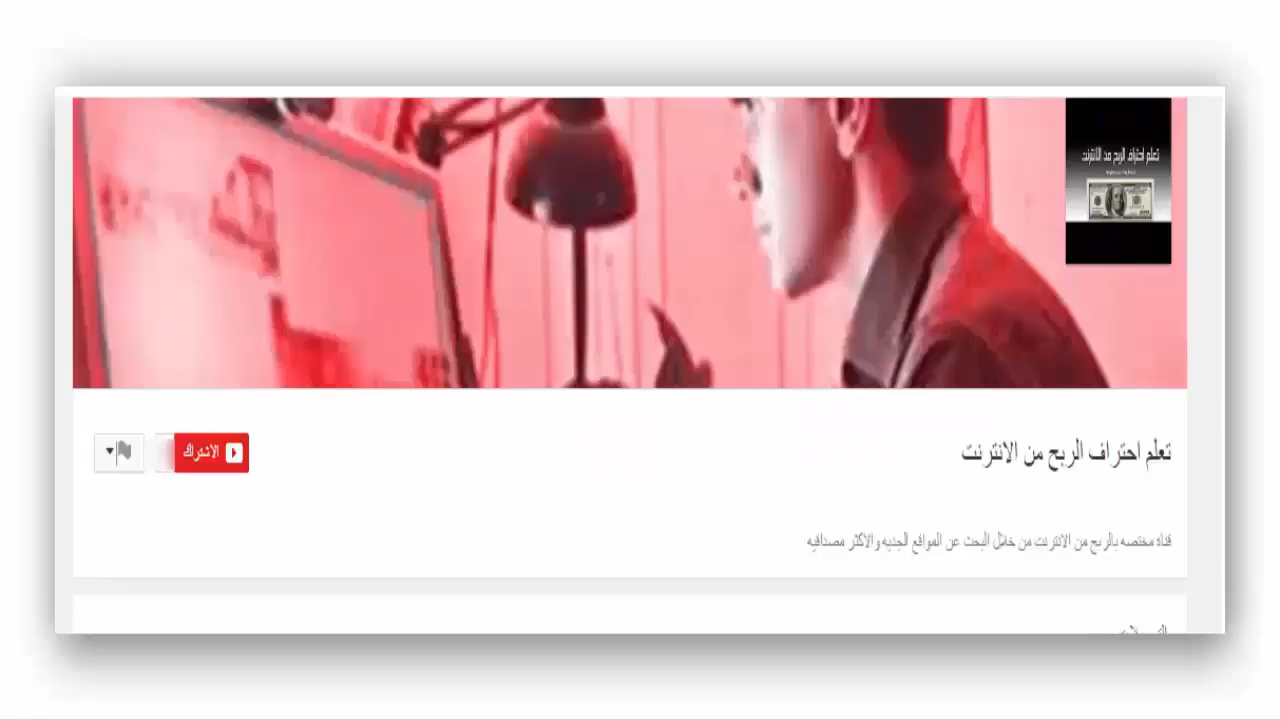 تعلم احتراف الربح من الانترنت
تعلم احتراف الربح من الانترنت
الاشتراك
قناة مختصه بالربح من الانترنت من خلال البحث عن المواقع الجديه والاكثر مصداقيه